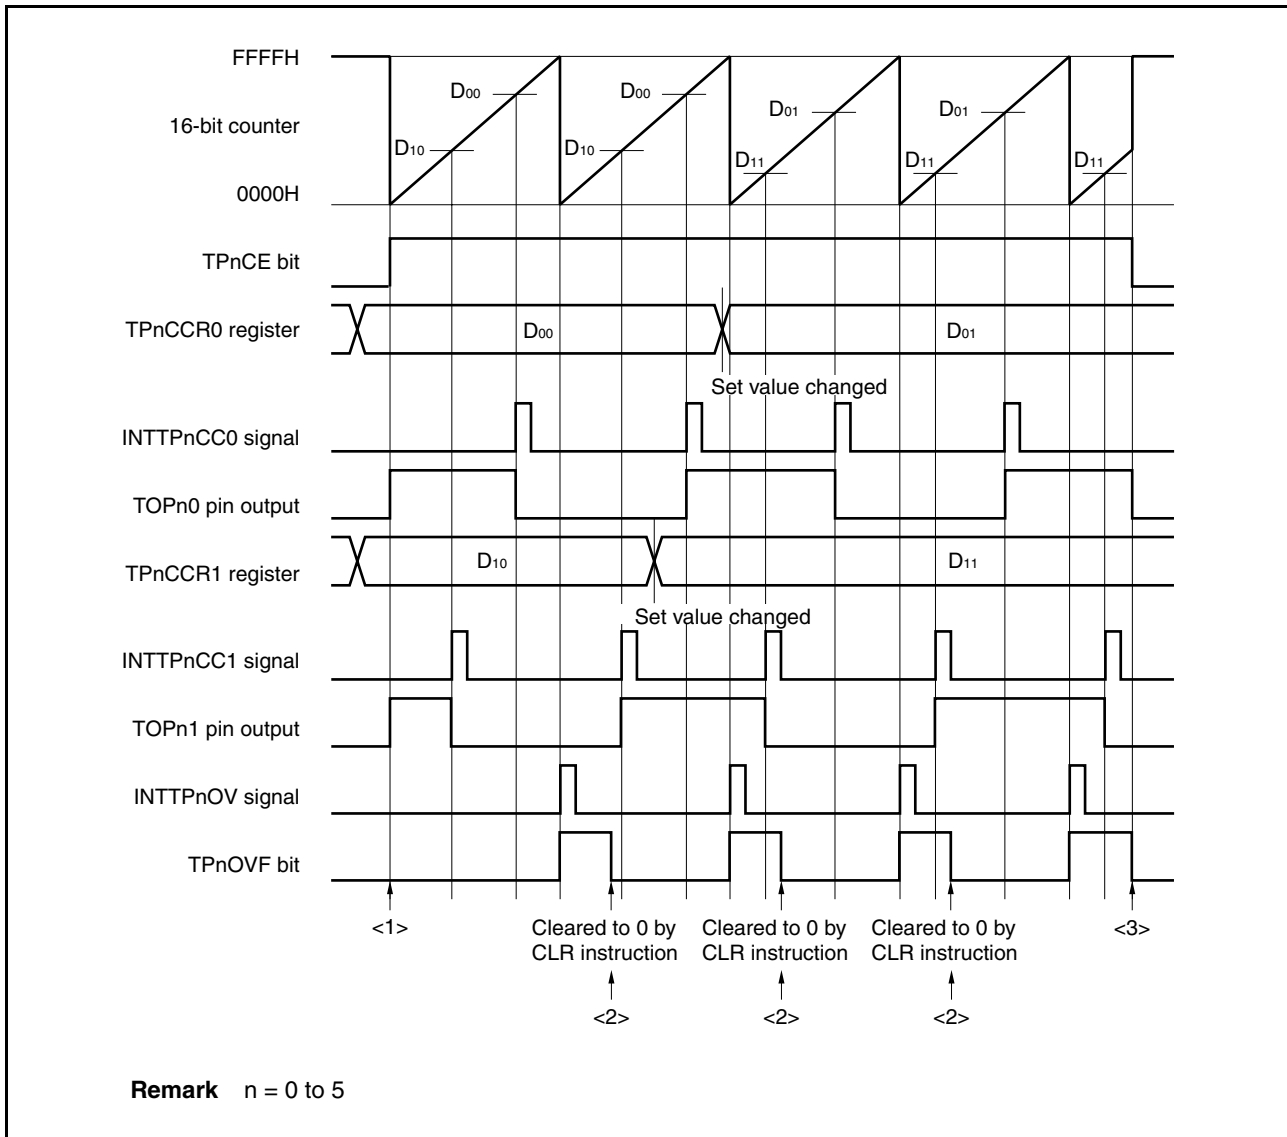 FFFFH
D00
D00
D01
D01
16-bit counter
D10
D10
D11
D11
D11
0000H
TPnCE bit
TPnCCR0 register
D00
D01
Set value changed
INTTPnCC0 signal
TOPn0 pin output
TPnCCR1 register
D10
D11
Set value changed
INTTPnCC1 signal
TOPn1 pin output
INTTPnOV signal
TPnOVF bit
<1>
Cleared to 0 by
CLR instruction
<2>
Cleared to 0 by
CLR instruction
<2>
Cleared to 0 by
CLR instruction
<2>
<3>
Remark n = 0 to 5